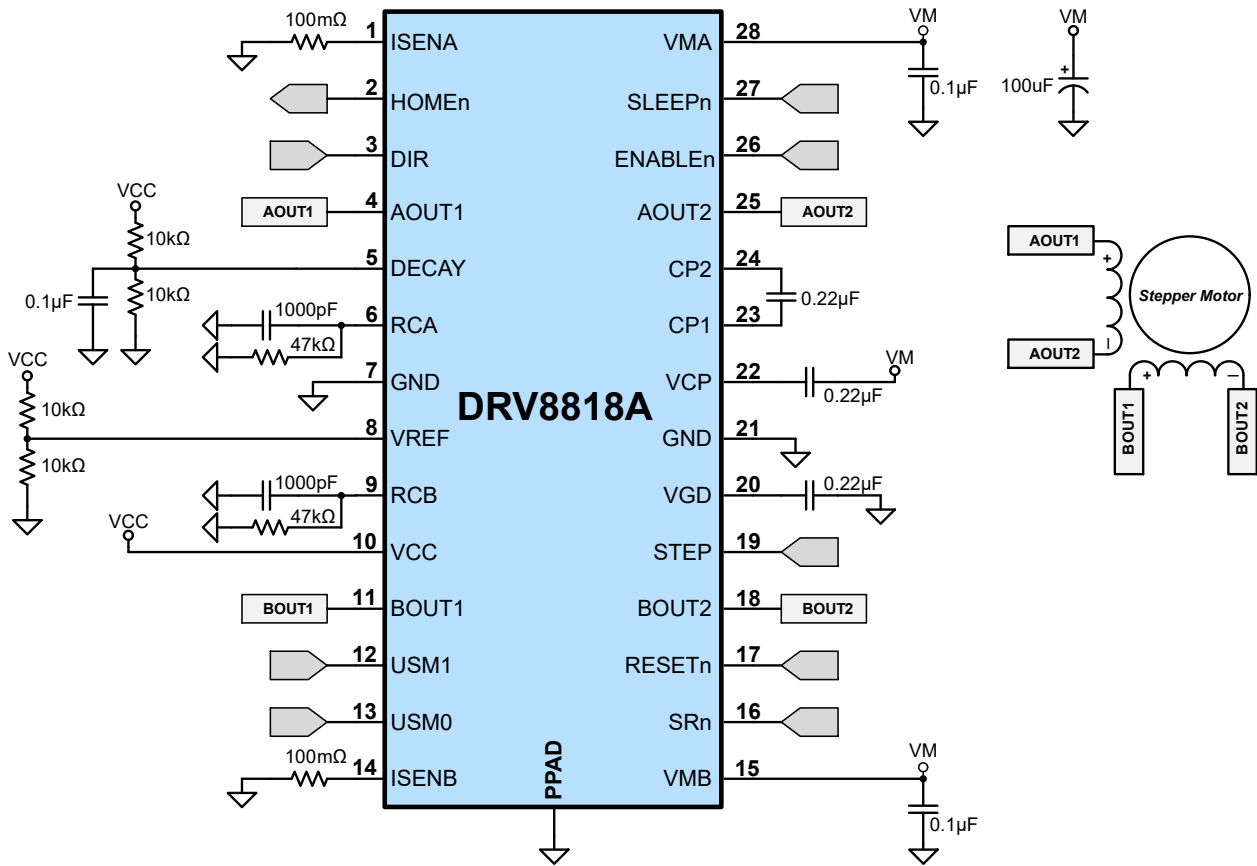 100mΩ
1 ISENA
2 HOMEn
3 DIR
VCC
AOUT1 4 AOUT1
10kΩ
5 DECAY
0.1µF
10kΩ
1000pF
6 RCA
47kΩ
VCC
7 GND
10kΩ
8 VREF
10kΩ
1000pF
9 RCB
47kΩ
VCC
10 VCC
BOUT1 11 BOUT1
12 USM1
13 USM0
100mΩ
14 ISENB
DRV8818A
PPAD
VM
VMA 28
0.1µF
SLEEPn 27
ENABLEn 26
AOUT2 25 AOUT2
CP2 24
0.22µF
CP1 23
VM
VCP 22
0.22µF
GND 21
0.22µF
VGD 20
STEP 19
BOUT2 18 BOUT2
RESETn 17
SRn 16
VM
VMB 15
0.1µF
VM
+
100uF
AOUT1
+
Stepper Motor
AOUT2
–
+ –
BOUT1
BOUT2